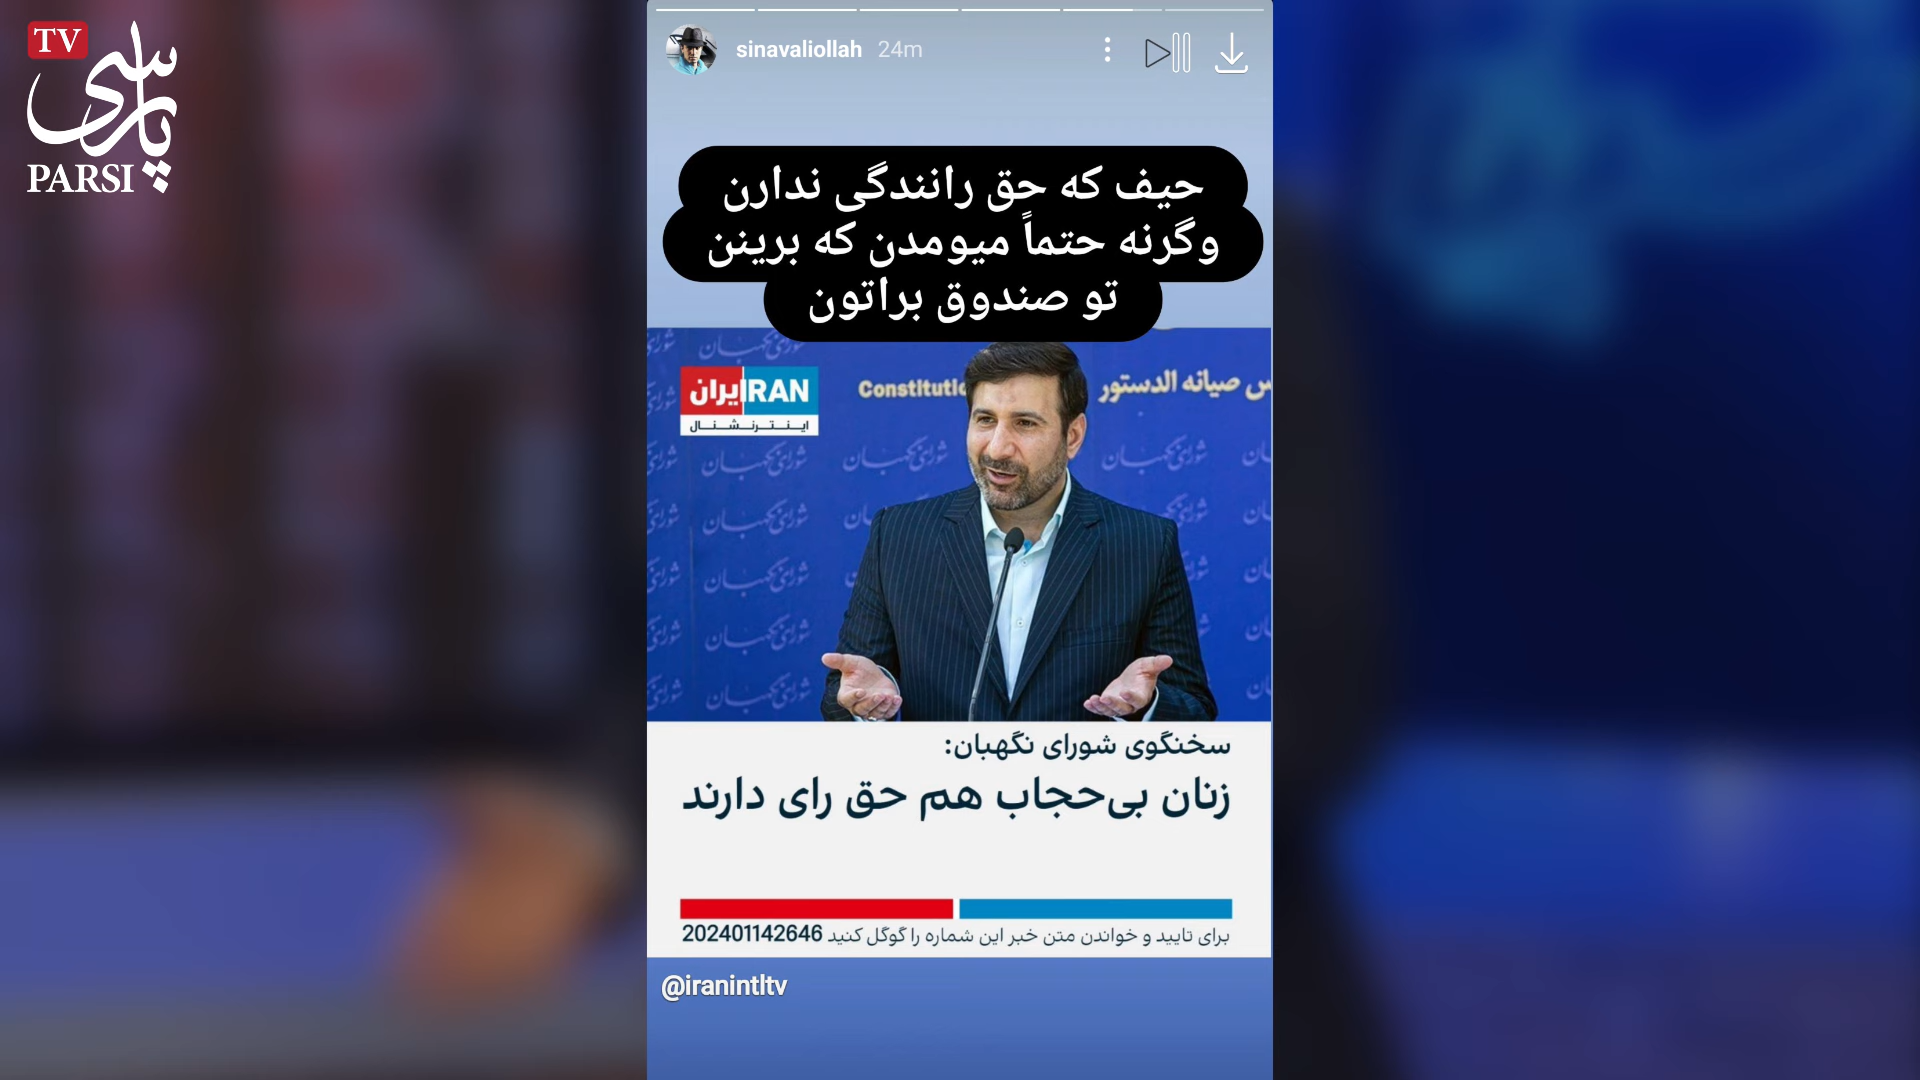 TV
پارسی
PARSI
sinavaliollah 24m
حیف که حق رانندگی ندارن
وگرنه حتماً میومدن که برینن
تو صندوق براتون
ایران IRAN
اینترنشنال
Constitutio
س صیانه الدستور
شورای نگهبان
سخنگوی شورای نگهبان:
زنان بی‌حجاب هم حق رای دارند
برای تایید و خواندن متن خبر این شماره را گوگل کنید 202401142646
@iranintltv